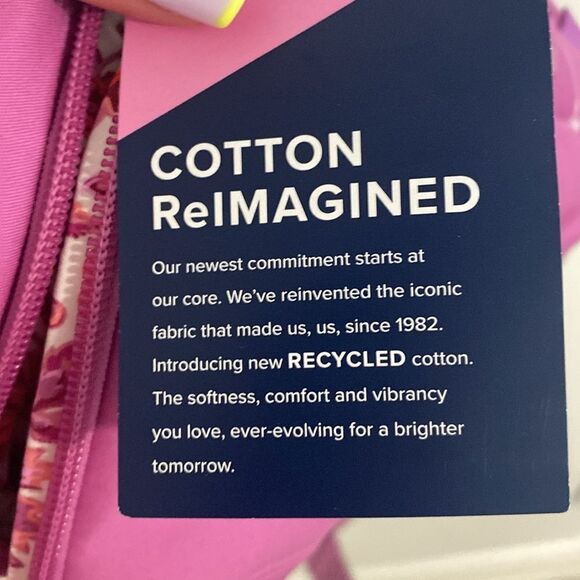 COTTON
ReIMAGINED
Our newest commitment starts at
our core. We've reinvented the iconic
fabric that made us, us, since 1982.
Introducing new RECYCLED cotton.
The softness, comfort and vibrancy
you love, ever-evolving for a brighter
tomorrow.